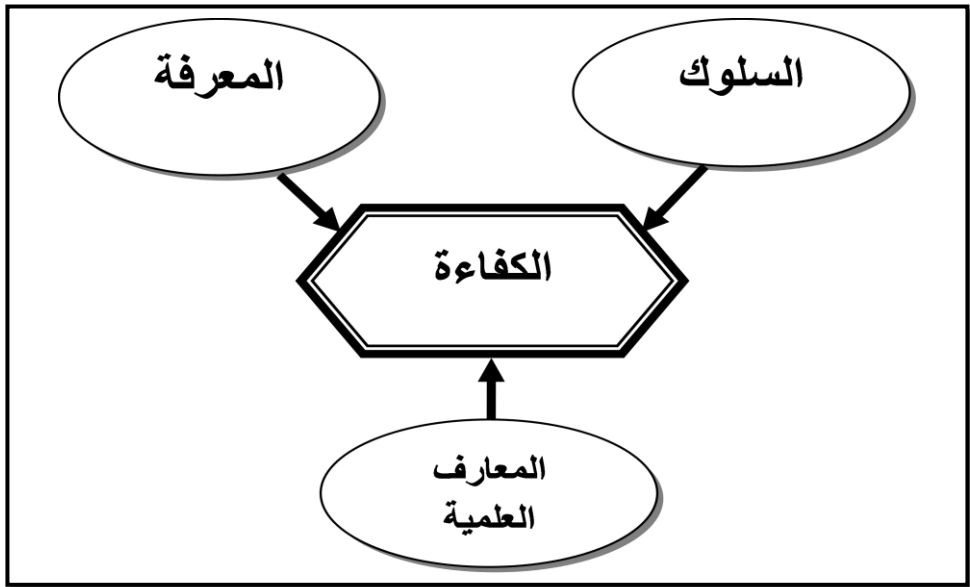 السلوك
المعرفة
الكفاءة
المعارف
العلمية